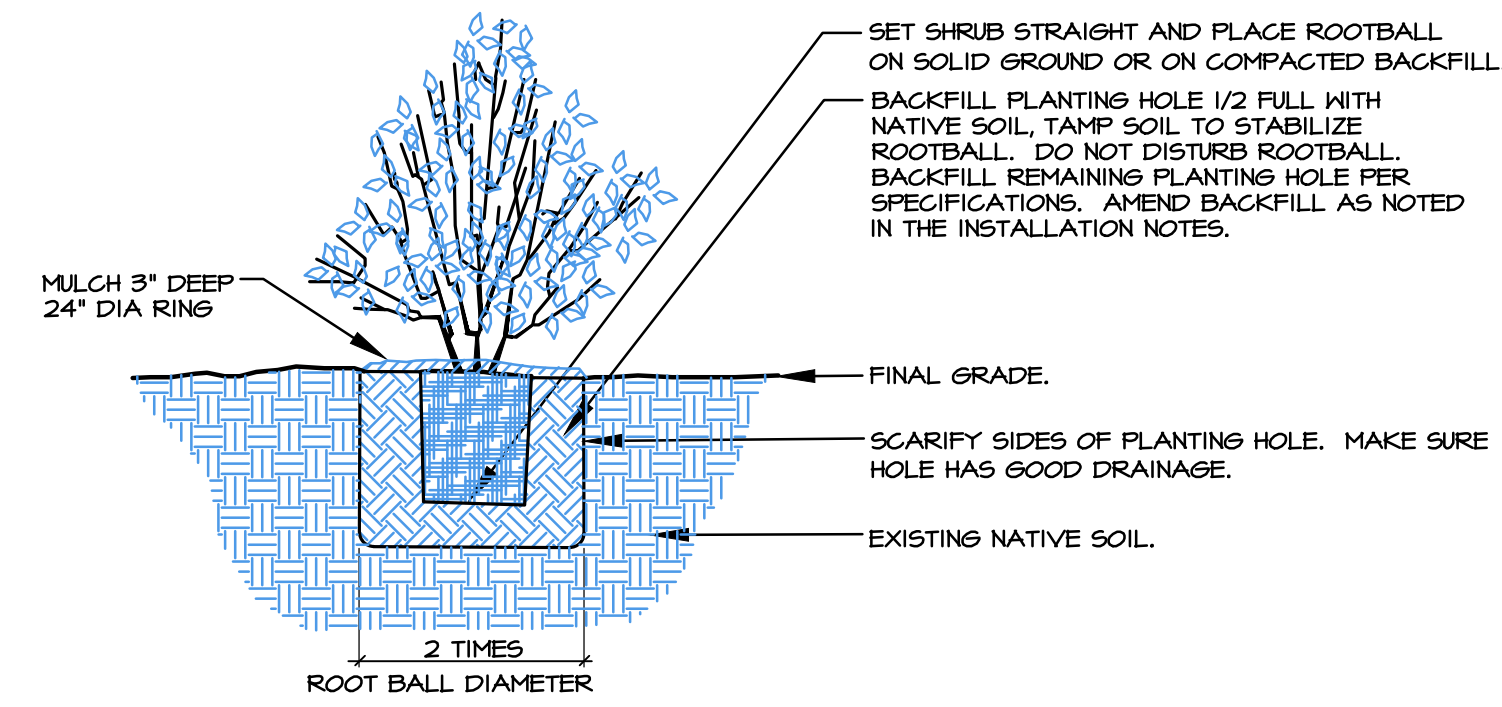 SET SHRUB STRAIGHT AND PLACE ROOTBALL
ON SOLID GROUND OR ON COMPACTED BACKFILL
BACKFILL PLANTING HOLE 1/2 FULL WITH
NATIVE SOIL, TAMP SOIL TO STABILIZE
ROOTBALL. DO NOT DISTURB ROOTBALL.
BACKFILL REMAINING PLANTING HOLE PER
SPECIFICATIONS. AMEND BACKFILL AS NOTED
IN THE INSTALLATION NOTES.
MULCH 3" DEEP
24" DIA RING
FINAL GRADE.
SCARIFY SIDES OF PLANTING HOLE. MAKE SURE
HOLE HAS GOOD DRAINAGE.
EXISTING NATIVE SOIL.
2 TIMES
ROOT BALL DIAMETER